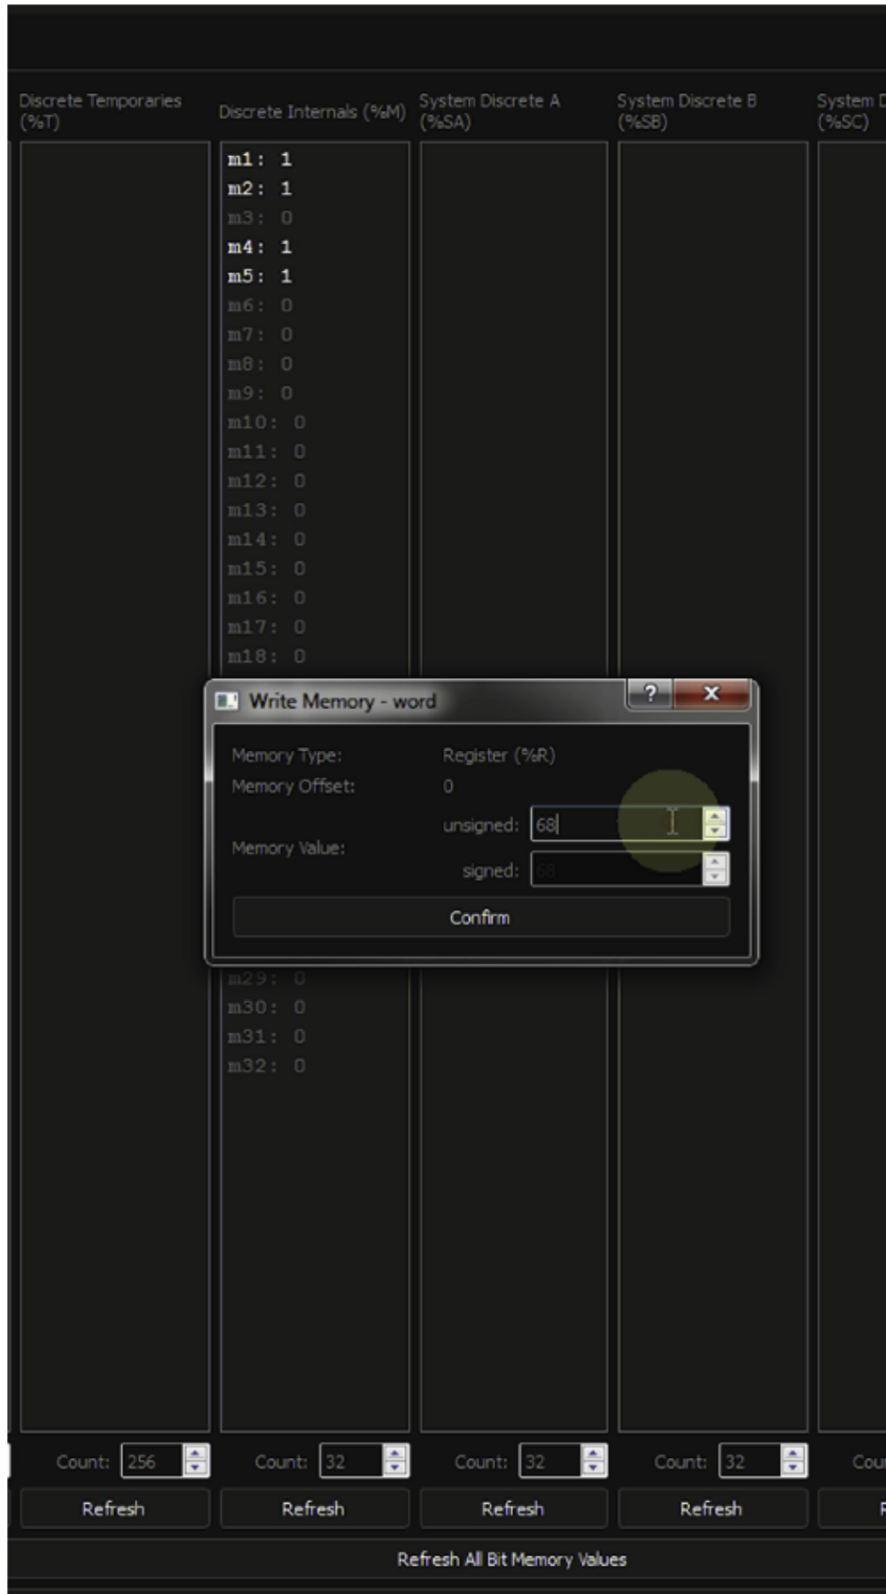 Discrete Temporaries
(%T)
Discrete Internals (%M)
System Discrete A
(%SA)
System Discrete B
(%SB)
System D
(%SC)
m1: 1
m2: 1
m3: 0
m4: 1
m5: 1
m6: 0
m7: 0
m8: 0
m9: 0
m10: 0
m11: 0
m12: 0
m13: 0
m14: 0
m15: 0
m16: 0
m17: 0
m18: 0
Write Memory - word
?
X
Memory Type: Register (%R)
Memory Offset: 0
Memory Value:
unsigned: 68
signed: 68
Confirm
m29: 0
m30: 0
m31: 0
m32: 0
Count: 256
Count: 32
Count: 32
Count: 32
Cou
Refresh
Refresh
Refresh
Refresh
R
Refresh All Bit Memory Values